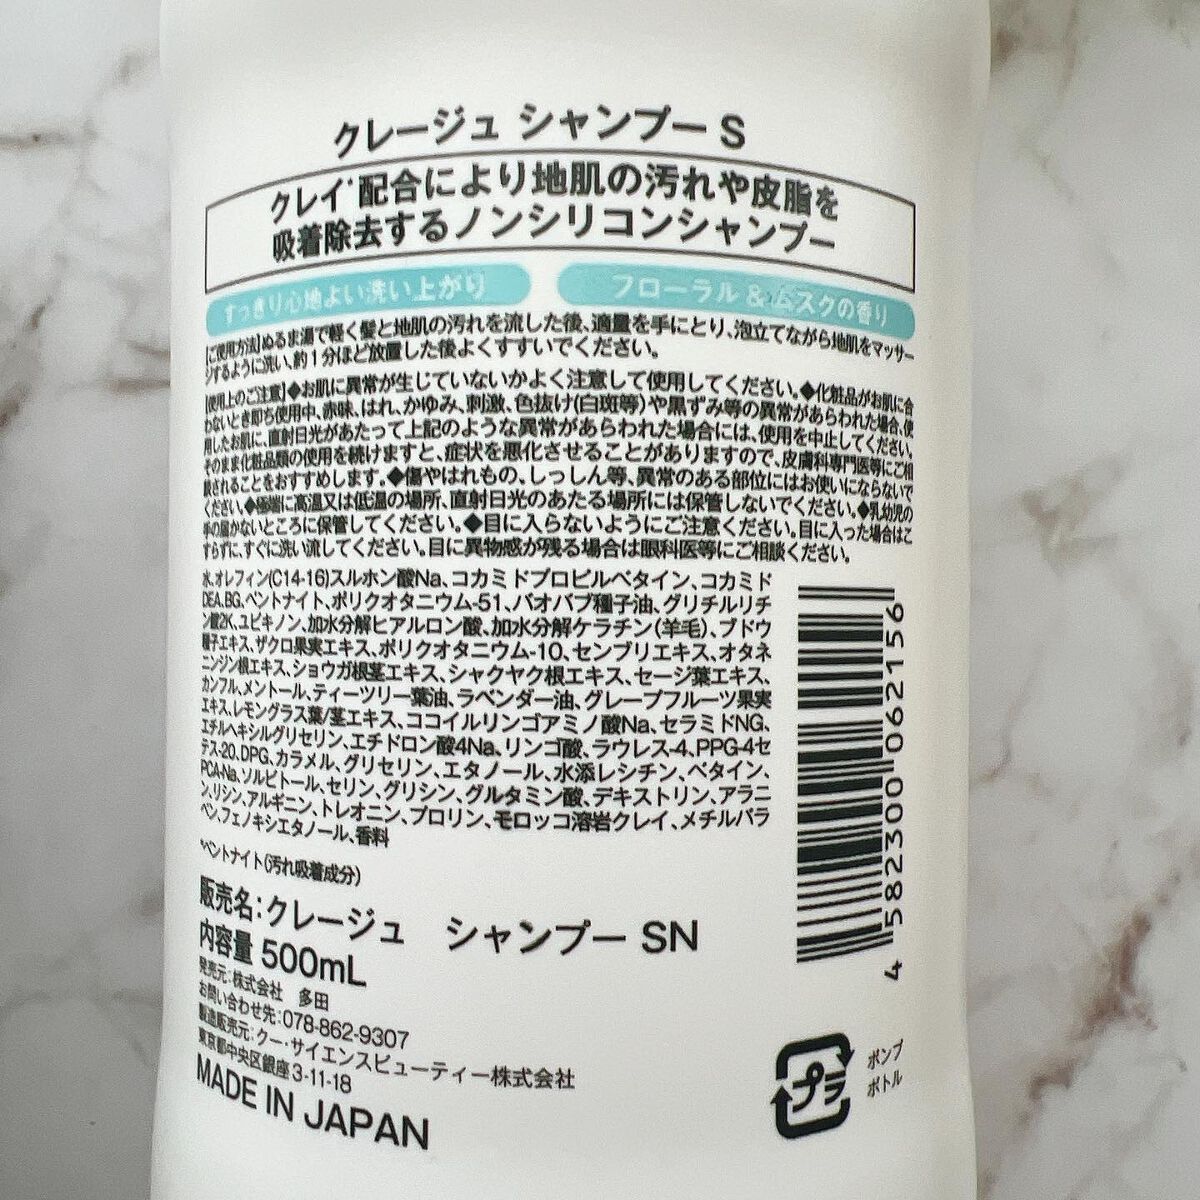 クレージュ シャンプー S
クレイ*配合により地肌の汚れや皮脂を
吸着除去するノンシリコンシャンプー
すっきり心地よい洗い上がり
フローラル&ムスクの香り
[ご使用方法]ぬるま湯で軽く髪と地肌の汚れを流した後、適量を手にとり、泡立てながら地肌をマッサー
ジするように洗い、約1分ほど放置した後よくすすいでください。
[使用上のご注意]◆お肌に異常が生じていないかよく注意して使用してください。◆化粧品がお肌に合
わないとき即ち使用中、赤味、はれ、かゆみ、刺激、色抜け(白斑等)や黒ずみ等の異常があらわれた場合、使
用したお肌に、直射日光があたって上記のような異常があらわれた場合には、使用を中止してください。
そのまま化粧品類の使用を続けますと、症状を悪化させることがありますので、皮膚科専門医等にご相
談されることをおすすめします。◆傷やはれもの、しっしん等、異常のある部位にはお使いにならないで
ください。◆極端に高温又は低温の場所、直射日光のあたる場所には保管しないでください。◆乳幼児の
手の届かないところに保管してください。◆目に入らないようにご注意ください。目に入った場合はこ
すらずに、すぐに洗い流してください。目に異物感が残る場合は眼科医等にご相談ください。
水、オレフィン(C14-16)スルホン酸Na、コカミドプロピルベタイン、コカミド
DEA、BG、ベントナイト、ポリクオタニウム-51、バオバブ種子油、グリチルリチ
ン酸2K、ユビキノン、加水分解ヒアルロン酸、加水分解ケラチン(羊毛)、ブドウ
種子エキス、ザクロ果実エキス、ポリクオタニウム-10、センブリエキス、オタネ
ニンジン根エキス、ショウガ根茎エキス、シャクヤク根エキス、セージ葉エキス、
カンフル、メントール、ティーツリー葉油、ラベンダー油、グレープフルーツ果実
エキス、レモングラス葉/茎エキス、ココイルリンゴアミノ酸Na、セラミドNG、
エチルヘキシルグリセリン、エチドロン酸4Na、リンゴ酸、ラウレス-4、PPG-4セ
テス-20、DPG、カラメル、グリセリン、エタノール、水添レシチン、ベタイン、
PCA-Na、ソルビトール、セリン、グリシン、グルタミン酸、デキストリン、アラニ
ン、リシン、アルギニン、トレオニン、プロリン、モロッコ溶岩クレイ、メチルパラ
ベン、フェノキシエタノール、香料
*ベントナイト(汚れ吸着成分)
販売名:クレージュ シャンプー SN
内容量 500mL
発売元:株式会社 多田
お問い合わせ先:078-862-9307
製造販売元:クー・サイエンスビューティー株式会社
東京都中央区銀座3-11-18
MADE IN JAPAN
4 582300 062156
プラ
ポンプ
ボトル